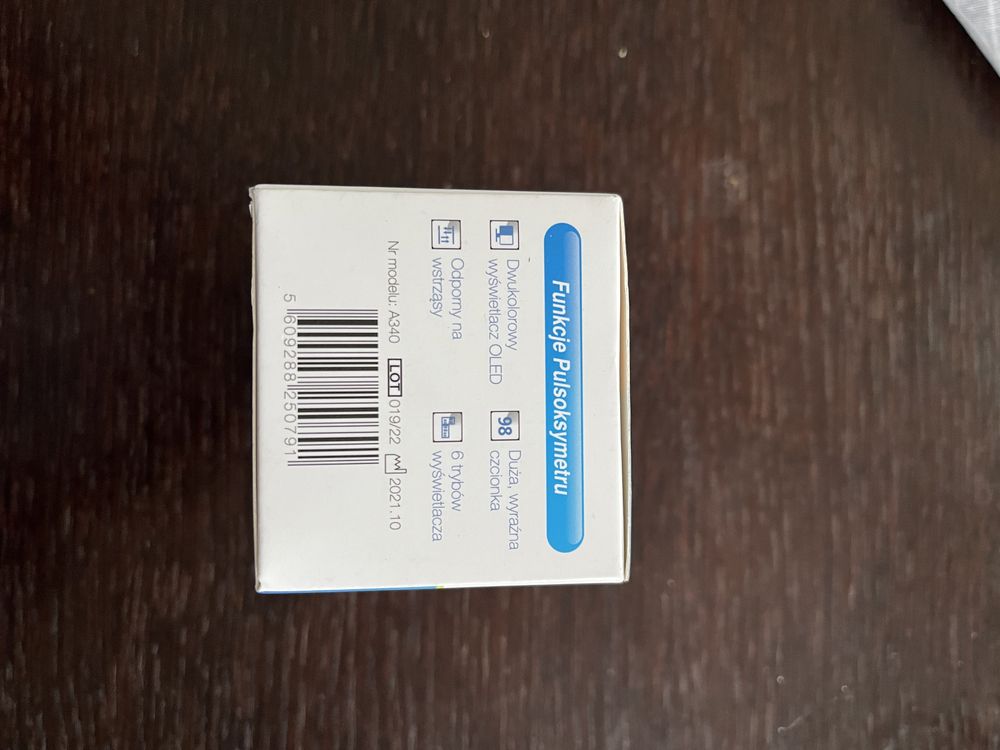 Funkcje Pulsoksymetru
Dwukolorowy
wyświetlacz OLED
98
Duża, wyraźna
czcionka
Odporny na
wstrząsy
6 trybów
wyświetlacza
Nr modelu: A340 LOT 019/22 2021.10
5 609288 250791